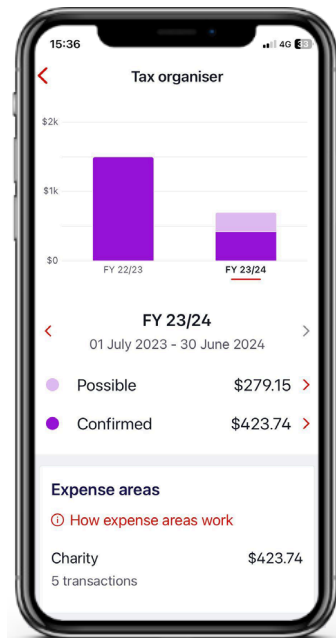 15:36
4G 33
Tax organiser
$2k
$1k
$0
FY 22/23
FY 23/24
FY 23/24
01 July 2023 - 30 June 2024
Possible $279.15
Confirmed $423.74
Expense areas
How expense areas work
Charity $423.74
5 transactions